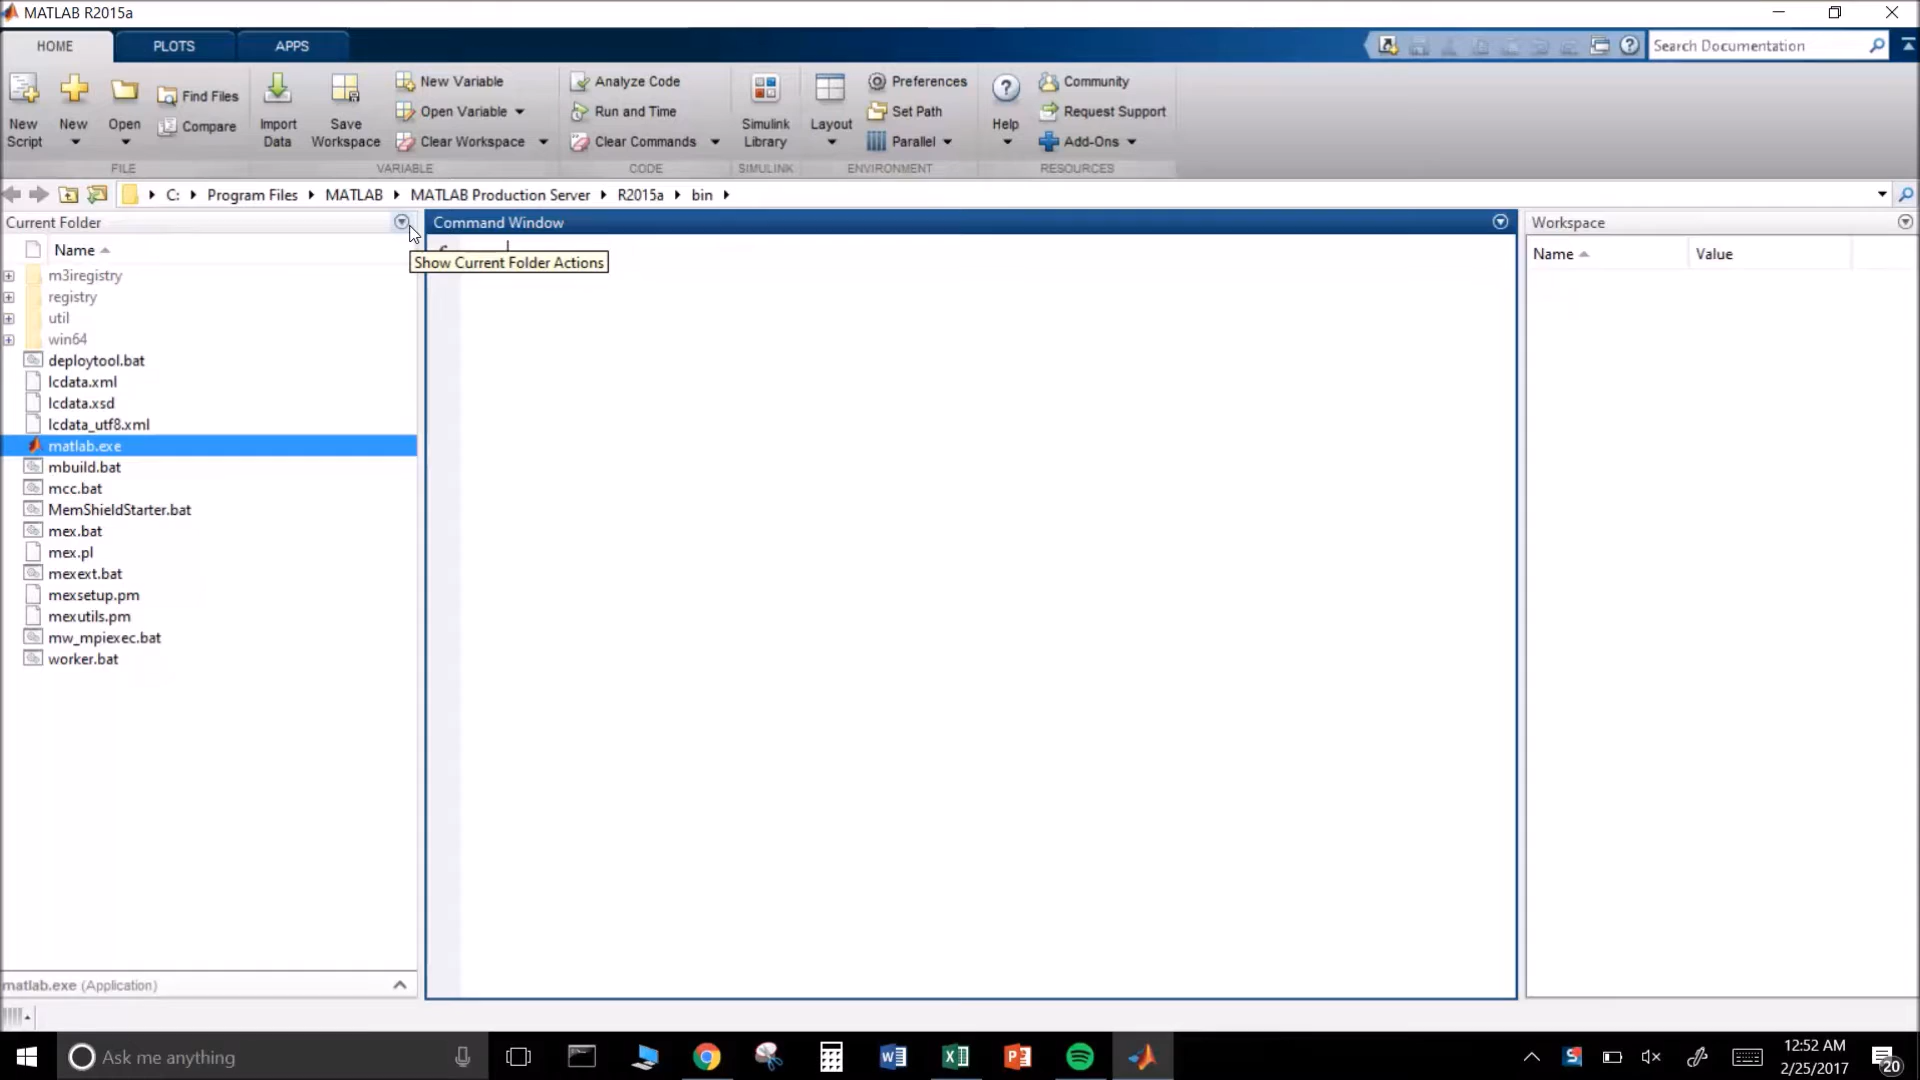 MATLAB R2015a
HOME
PLOTS
APPS
Search Documentation
New Script
New
Open
Find Files
Compare
FILE
Import Data
Save Workspace
New Variable
Open Variable
Clear Workspace
VARIABLE
Analyze Code
Run and Time
Clear Commands
CODE
Simulink Library
SIMULINK
Layout
Preferences
Set Path
Parallel
ENVIRONMENT
Help
Community
Request Support
Add-Ons
RESOURCES
C: Program Files MATLAB MATLAB Production Server R2015a bin
Current Folder
Name
m3iregistry
registry
util
win64
deploytool.bat
lcdata.xml
lcdata.xsd
lcdata_utf8.xml
matlab.exe
mbuild.bat
mcc.bat
MemShieldStarter.bat
mex.bat
mex.pl
mexext.bat
mexsetup.pm
mexutils.pm
mw_mpiexec.bat
worker.bat
matlab.exe (Application)
Command Window
Show Current Folder Actions
Workspace
Name
Value
Ask me anything
12:52 AM
2/25/2017
20